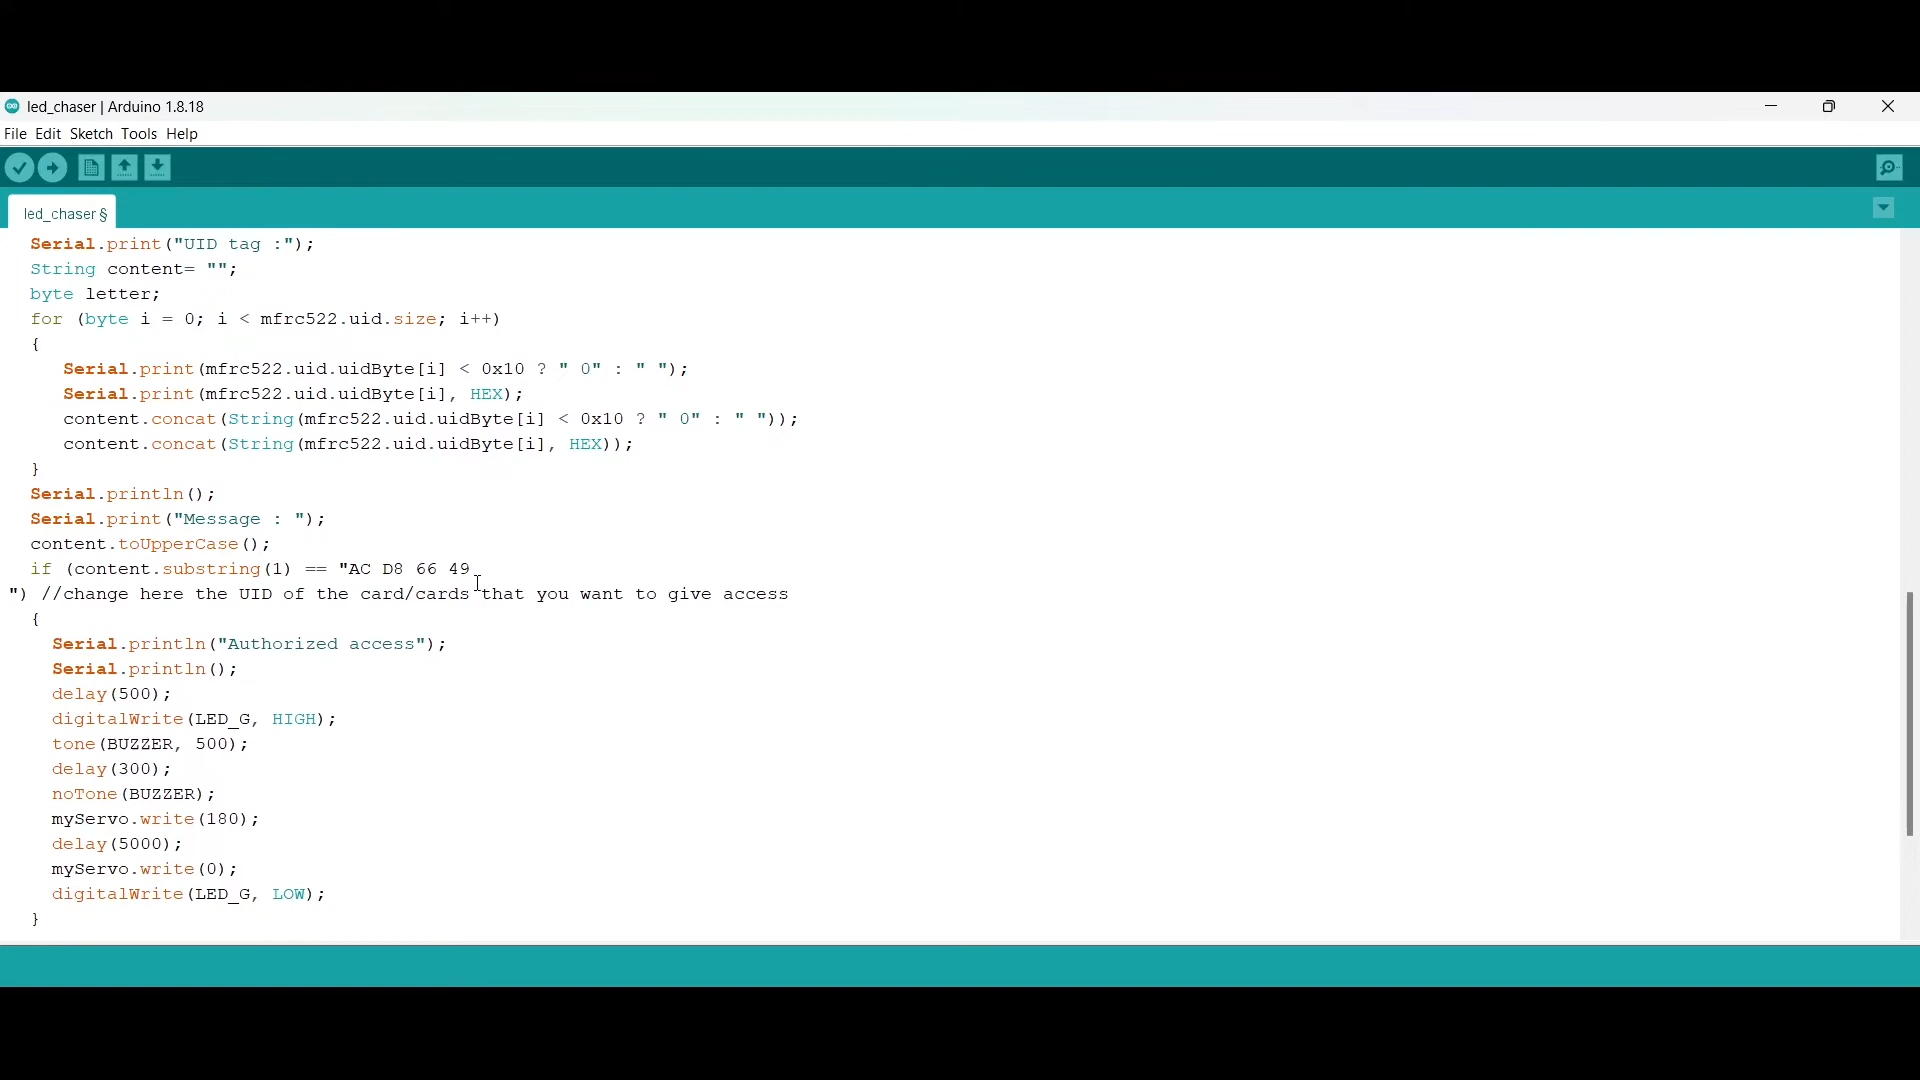 led_chaser | Arduino 1.8.18
File Edit Sketch Tools Help
led_chaser §
Serial.print("UID tag :");
String content= "";
byte letter;
for (byte i = 0; i < mfrc522.uid.size; i++)
{
Serial.print(mfrc522.uid.uidByte[i] < 0x10 ? " 0" : " ");
Serial.print(mfrc522.uid.uidByte[i], HEX);
content.concat(String(mfrc522.uid.uidByte[i] < 0x10 ? " 0" : " "));
content.concat(String(mfrc522.uid.uidByte[i], HEX));
}
Serial.println();
Serial.print("Message : ");
content.toUpperCase();
if (content.substring(1) == "AC D8 66 49
") //change here the UID of the card/cards that you want to give access
{
Serial.println("Authorized access");
Serial.println();
delay(500);
digitalWrite(LED_G, HIGH);
tone(BUZZER, 500);
delay(300);
noTone(BUZZER);
myServo.write(180);
delay(5000);
myServo.write(0);
digitalWrite(LED_G, LOW);
}